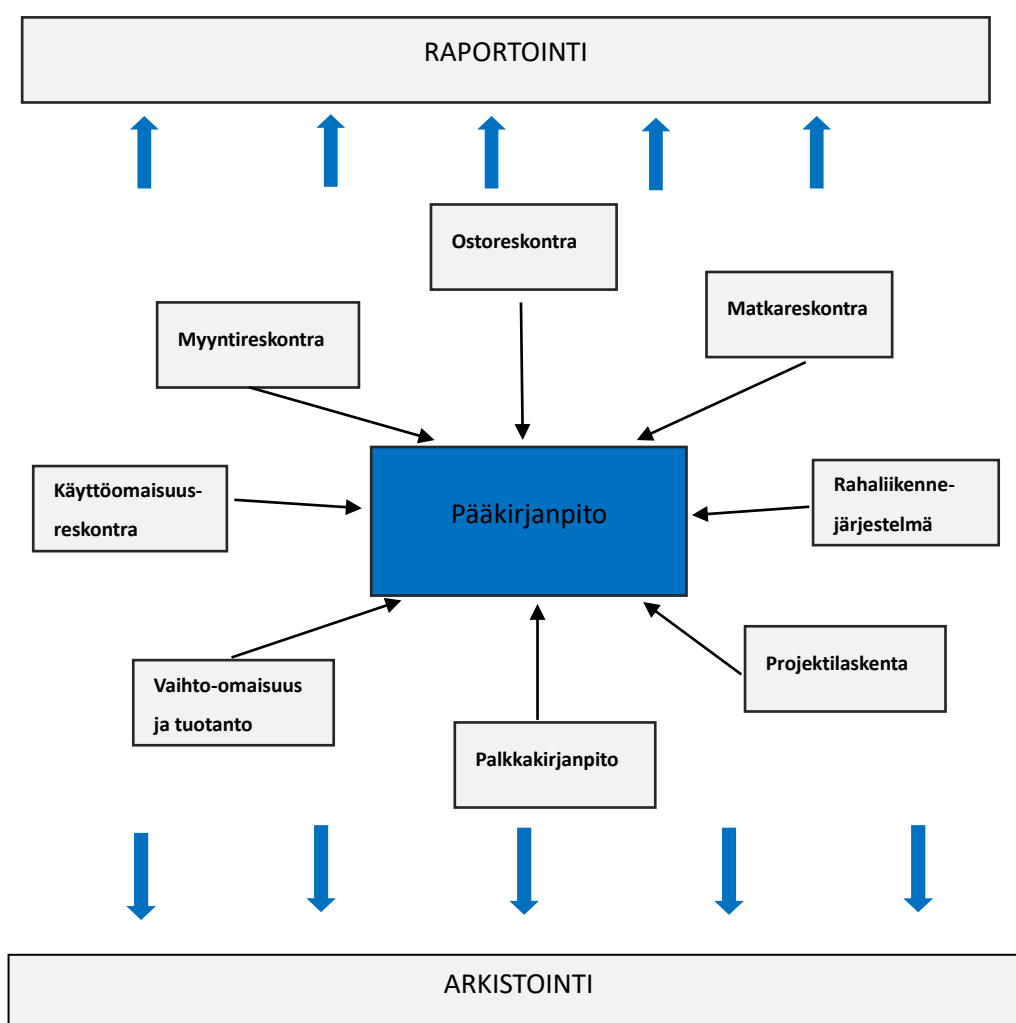 RAPORTOINTI
Ostoreskontra
Matkareskontra
Myyntireskontra
Käyttöomaisuus-
reskontra
Pääkirjanpito
Rahaliikenne-
järjestelmä
Vaihto-omaisuus
ja tuotanto
Projektilaskenta
Palkkakirjanpito
ARKISTOINTI